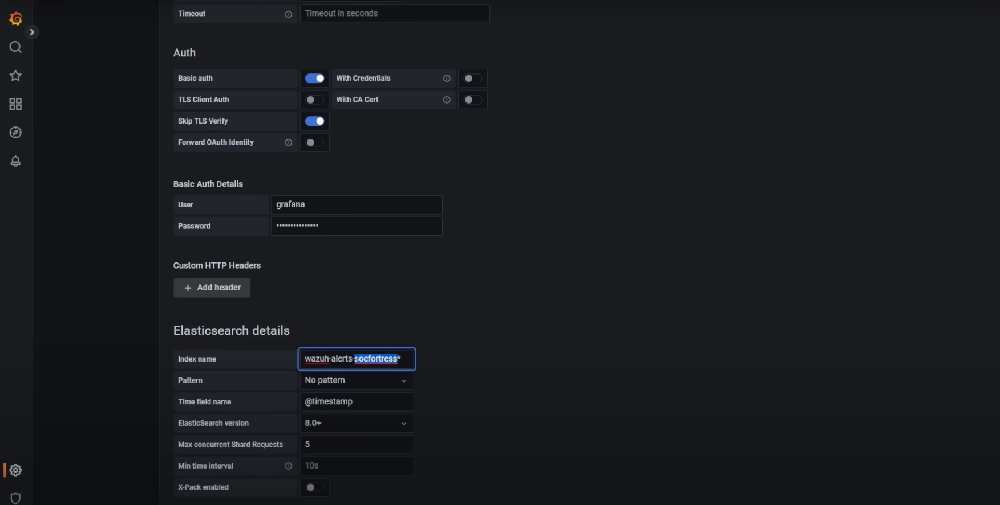 Timeout Timeout in seconds
Auth
Basic auth With Credentials
TLS Client Auth With CA Cert
Skip TLS Verify
Forward OAuth Identity
Basic Auth Details
User grafana
Password •••••••••••••••
Custom HTTP Headers
+ Add header
Elasticsearch details
Index name wazuh-alerts-socfortress*
Pattern No pattern
Time field name @timestamp
ElasticSearch version 8.0+
Max concurrent Shard Requests 5
Min time interval 10s
X-Pack enabled